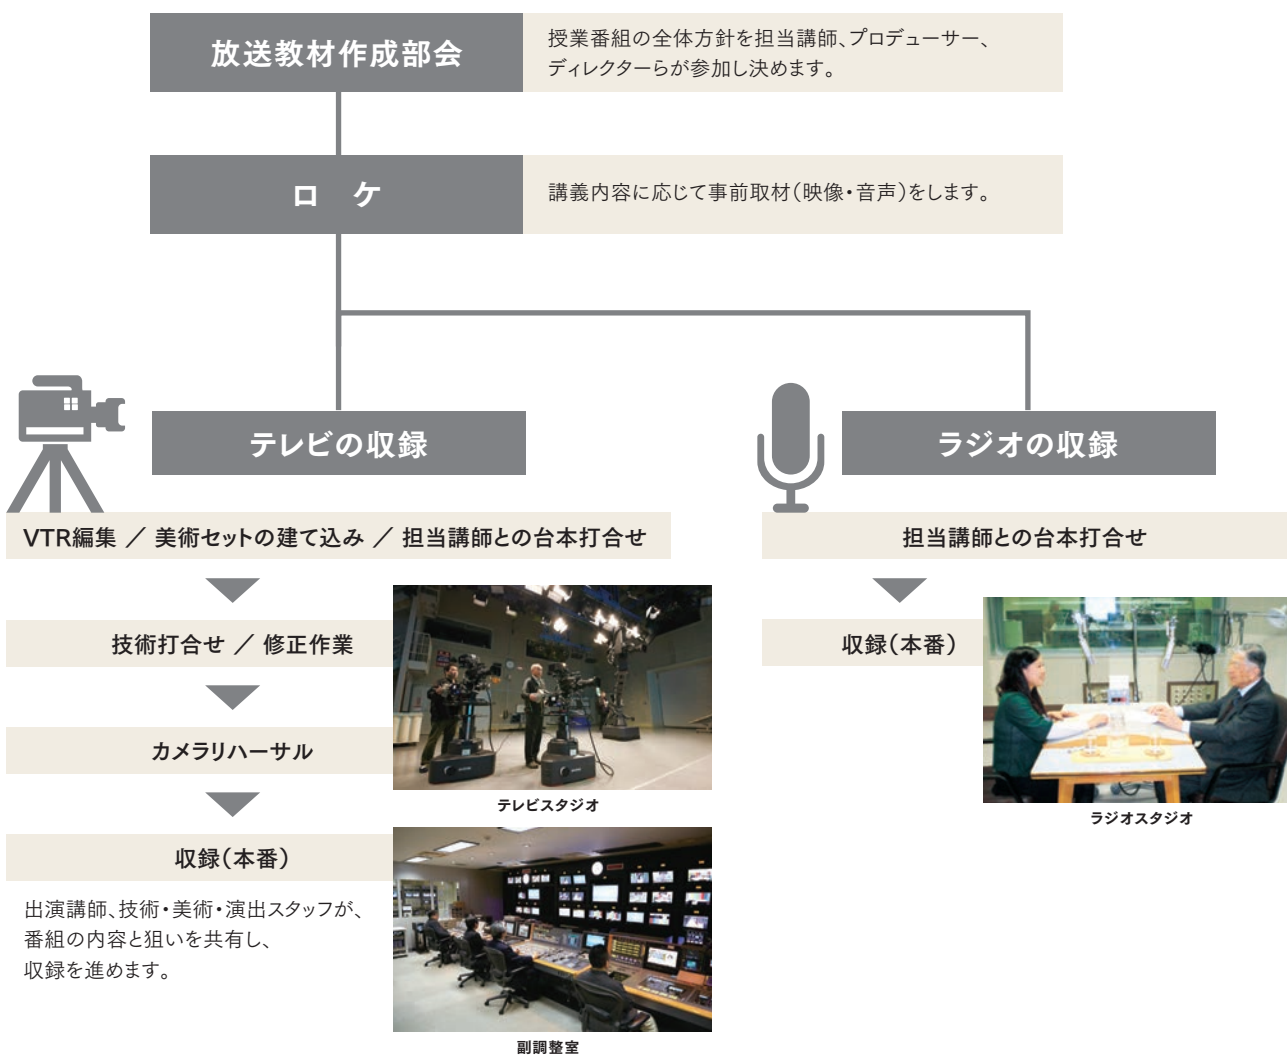 放送教材作成部会
授業番組の全体方針を担当講師、プロデューサー、
ディレクターらが参加し決めます。
ロ ケ
講義内容に応じて事前取材（映像・音声）をします。
テレビの収録
VTR編集 ／ 美術セットの建て込み ／ 担当講師との台本打合せ
技術打合せ ／ 修正作業
カメラリハーサル
収録（本番）
出演講師、技術・美術・演出スタッフが、
番組の内容と狙いを共有し、
収録を進めます。
テレビスタジオ
副調整室
ラジオの収録
担当講師との台本打合せ
収録（本番）
ラジオスタジオ